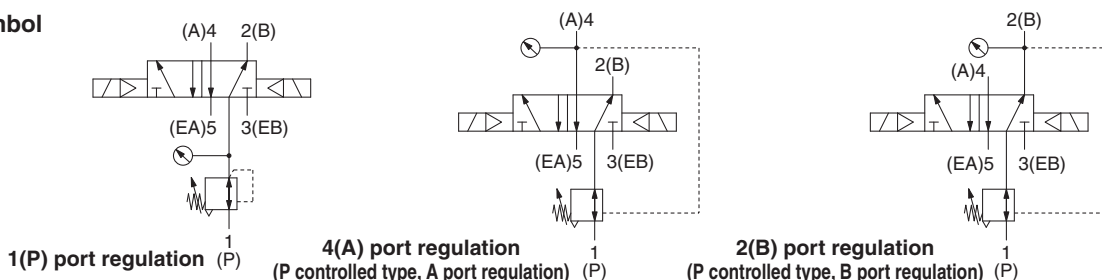 mbol
(A)4 2(B)
(EA)5 3(EB)
1
(P)
1(P) port regulation
(A)4
2(B)
(EA)5 3(EB)
1
(P)
4(A) port regulation
(P controlled type, A port regulation)
2(B)
(A)4
(EA)5 3(EB)
1
(P)
2(B) port regulation
(P controlled type, B port regulation)